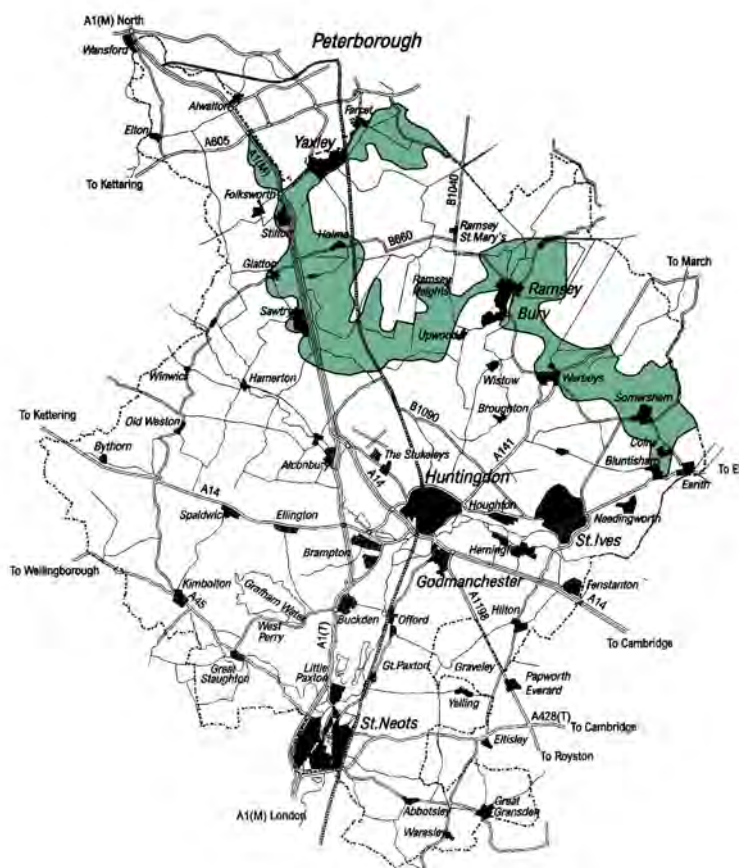 A1(M) North
Wansford
Peterborough
Alwalton
Farcet
Elton
A605
Yaxley
A1(M)
B1040
To Kettering
Folksworth
Stilton
Holme
B660
Ramsey
St.Mary's
Glatton
Ramsey
Heights
Ramsey
To March
Bury
Sawtry
Upwood
Winwick
Hamerton
Wistow
Warboys
To Kettering
Old Weston
B1090
Broughton
Somersham
Bythorn
Alconbury
The Stukeleys
A141
Colne
Bluntisham
A14
A14
Huntingdon
Houghton
Earith
To E
Spaldwick
Ellington
Needingworth
Brampton
Heming
St.Ives
To Wellingborough
Kimbolton
Godmanchester
Fenstanton
A45
Grafham Water
A1198
Hilton
A14
Buckden
Offord
West
Perry
A1(T)
To Cambridge
Great
Staughton
Little
Paxton
Gt.Paxton
Graveley
Papworth
Everard
Yelling
St.Neots
A428(T)
To Cambridge
Eltisley
To Royston
A1(M) London
Abbotsley
Great
Gransden
Waresley